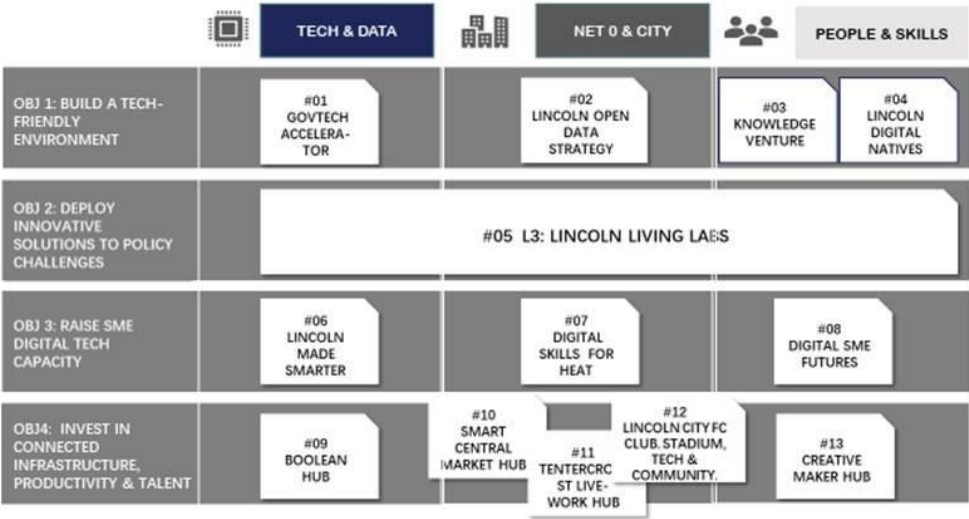 TECH & DATA
NET 0 & CITY
PEOPLE & SKILLS
OBJ 1: BUILD A TECH-
FRIENDLY
ENVIRONMENT
#01
GOVTECH
ACCELERA-
TOR
#02
LINCOLN OPEN
DATA
STRATEGY
#03
KNOWLEDGE
VENTURE
#04
LINCOLN
DIGITAL
NATIVES
OBJ 2: DEPLOY
INNOVATIVE
SOLUTIONS TO POLICY
CHALLENGES
#05 L3: LINCOLN LIVING LABS
OBJ 3: RAISE SME
DIGITAL TECH
CAPACITY
#06
LINCOLN
MADE
SMARTER
#07
DIGITAL
SKILLS FOR
HEAT
#08
DIGITAL SME
FUTURES
OBJ4: INVEST IN
CONNECTED
INFRASTRUCTURE,
PRODUCTIVITY & TALENT
#09
BOOLEAN
HUB
#10
SMART
CENTRAL
MARKET HUB
#11
TENTERCRC
ST LIVE-
WORK HUB
#12
LINCOLN CITY FC
CLUB. STADIUM,
TECH &
COMMUNITY.
#13
CREATIVE
MAKER HUB